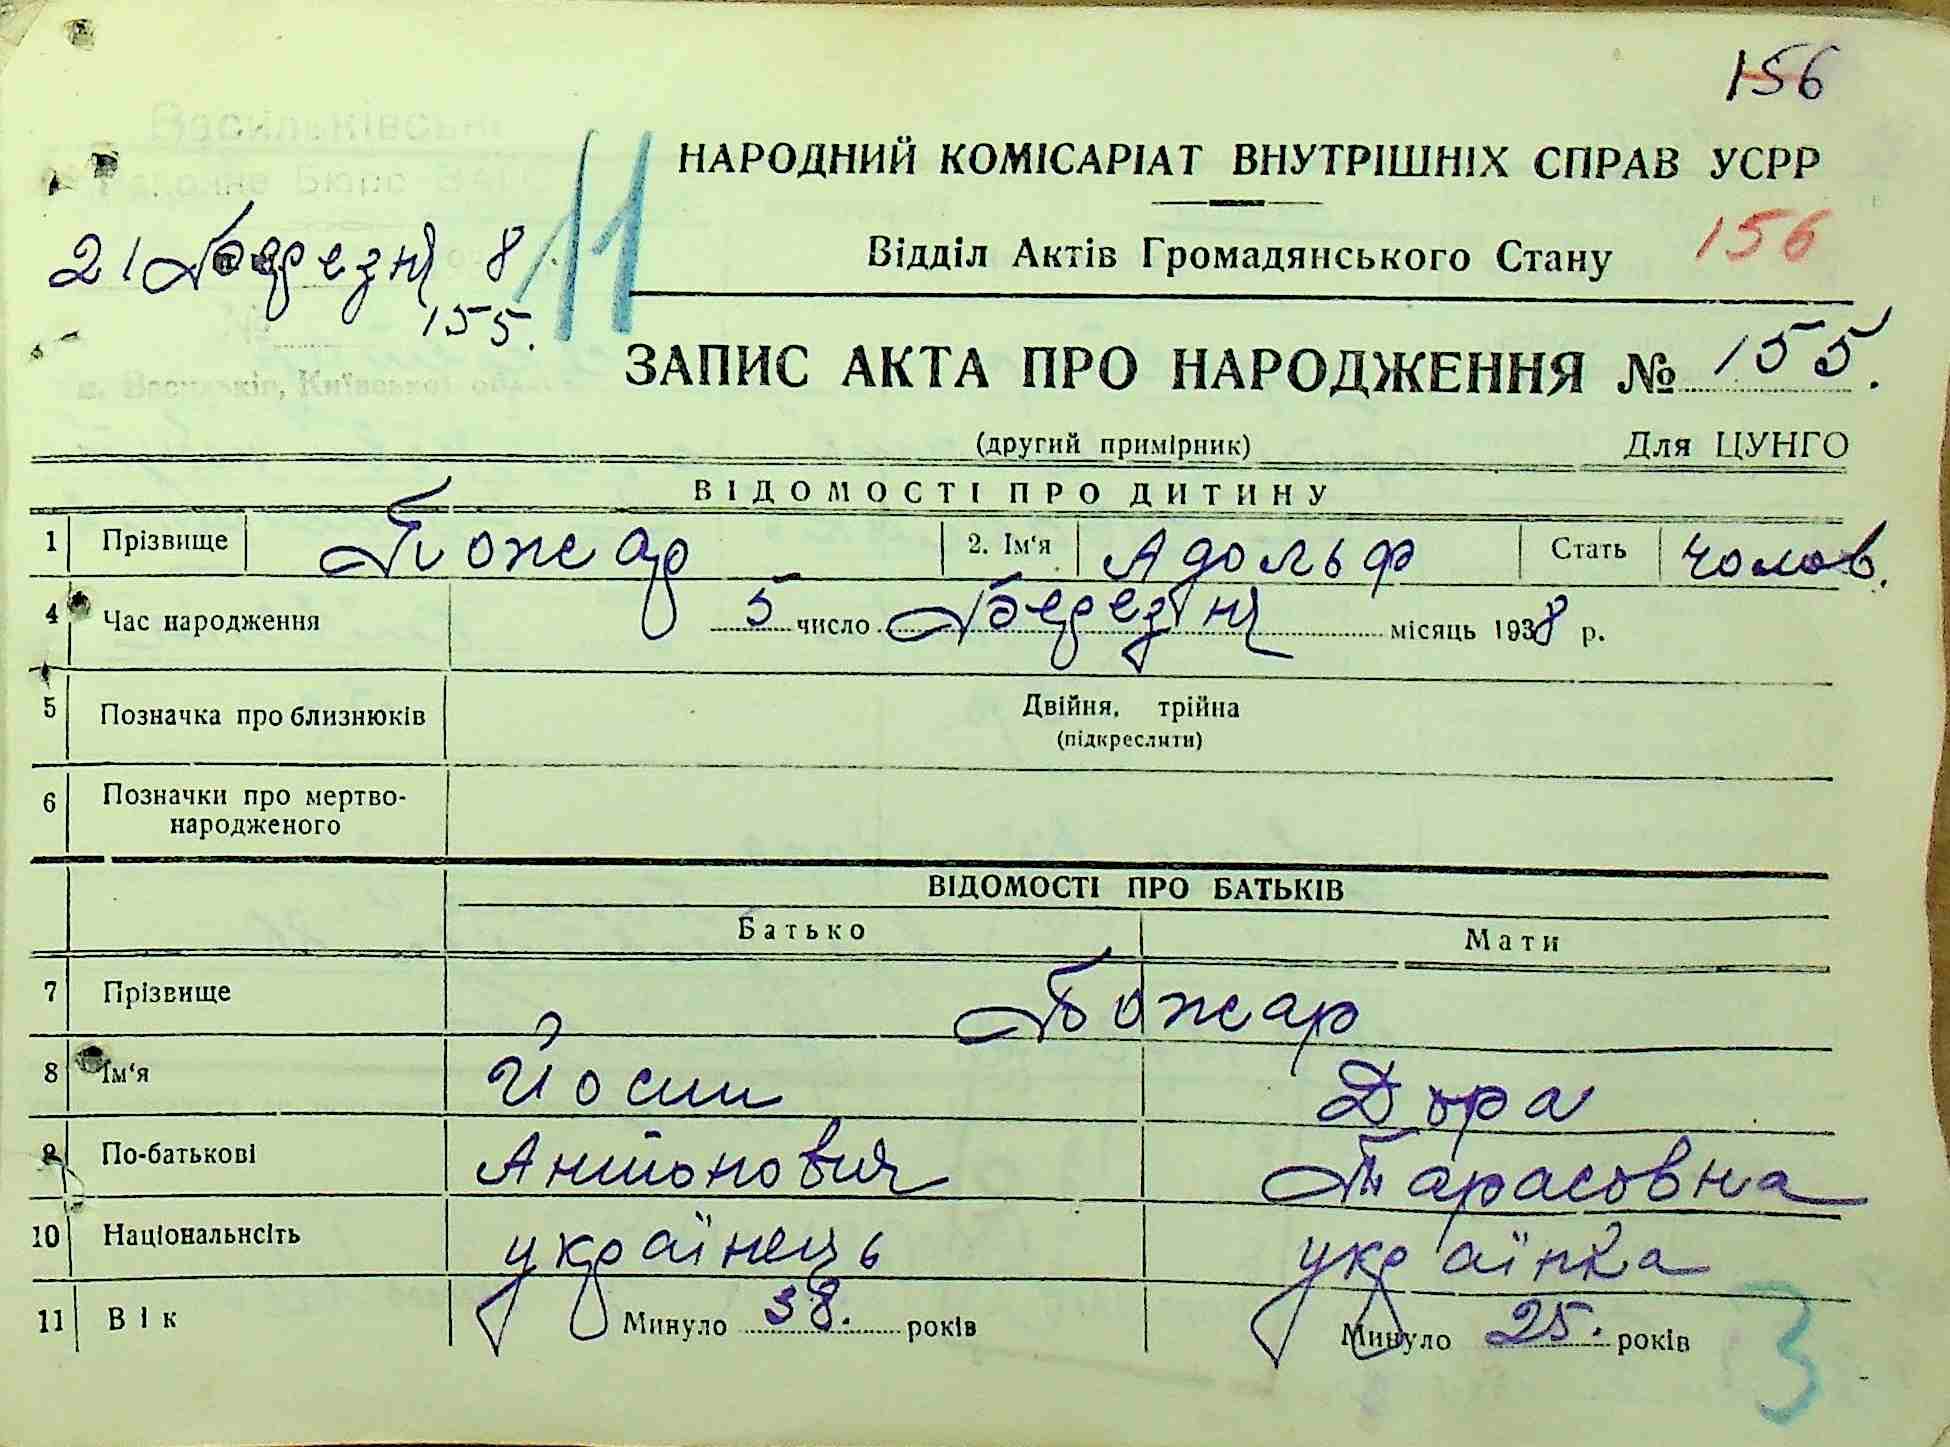 156
НАРОДНИЙ КОМІСАРІАТ ВНУТРІШНІХ СПРАВ УСРР
Відділ Актів Громадянського Стану 156
21 Березня 8
155.
11
ЗАПИС АКТА ПРО НАРОДЖЕННЯ № 155.
(другий примірник) Для ЦУНГО
ВІДОМОСТІ ПРО ДИТИНУ
1 Прізвище Божар 2. Ім'я Адольф Стать Чолов.
4 Час народження 5 число Березня місяць 1938 р.
5 Позначка про близнюків Двійня, трійна
(підкреслити)
6 Позначки про мертво-
народженого
ВІДОМОСТІ ПРО БАТЬКІВ
Батько Мати
7 Прізвище Божар
8 Ім'я Йосип Дора
9 По-батькові Антонович Тарасовна
10 Національнсіть українець українка
11 Вік Минуло 38. років Минуло 25. років
3